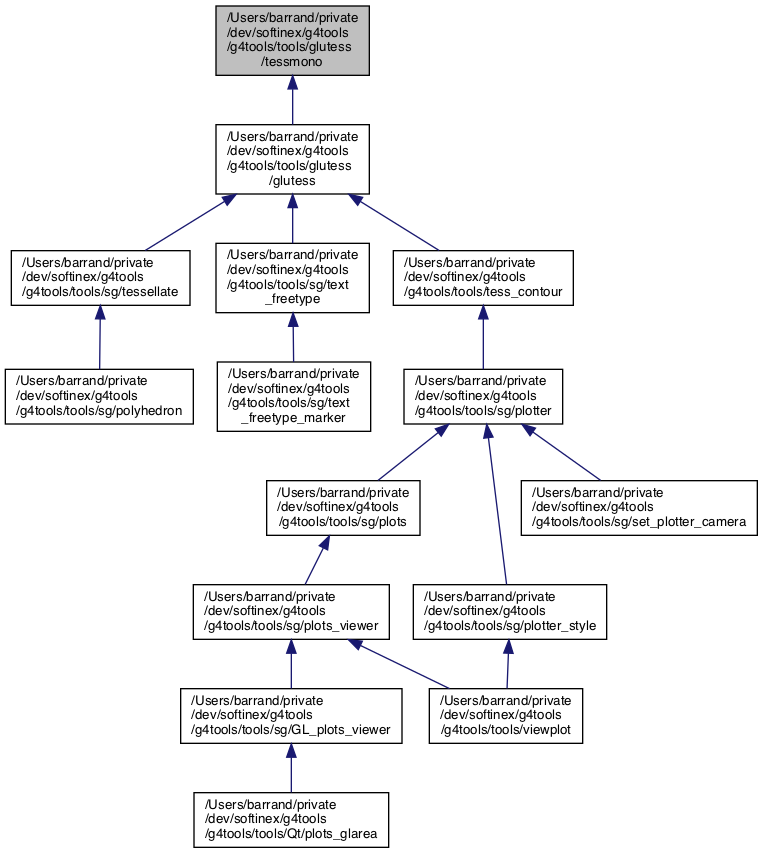 /Users/barrand/private
/dev/softinex/g4tools
/g4tools/tools/glutess
/tessmono
/Users/barrand/private
/dev/softinex/g4tools
/g4tools/tools/glutess
/glutess
/Users/barrand/private
/dev/softinex/g4tools
/g4tools/tools/sg/tessellate
/Users/barrand/private
/dev/softinex/g4tools
/g4tools/tools/sg/text
_freetype
/Users/barrand/private
/dev/softinex/g4tools
/g4tools/tools/tess_contour
/Users/barrand/private
/dev/softinex/g4tools
/g4tools/tools/sg/polyhedron
/Users/barrand/private
/dev/softinex/g4tools
/g4tools/tools/sg/text
_freetype_marker
/Users/barrand/private
/dev/softinex/g4tools
/g4tools/tools/sg/plotter
/Users/barrand/private
/dev/softinex/g4tools
/g4tools/tools/sg/plots
/Users/barrand/private
/dev/softinex/g4tools
/g4tools/tools/sg/set_plotter_camera
/Users/barrand/private
/dev/softinex/g4tools
/g4tools/tools/sg/plots_viewer
/Users/barrand/private
/dev/softinex/g4tools
/g4tools/tools/sg/plotter_style
/Users/barrand/private
/dev/softinex/g4tools
/g4tools/tools/sg/GL_plots_viewer
/Users/barrand/private
/dev/softinex/g4tools
/g4tools/tools/viewplot
/Users/barrand/private
/dev/softinex/g4tools
/g4tools/tools/Qt/plots_glarea